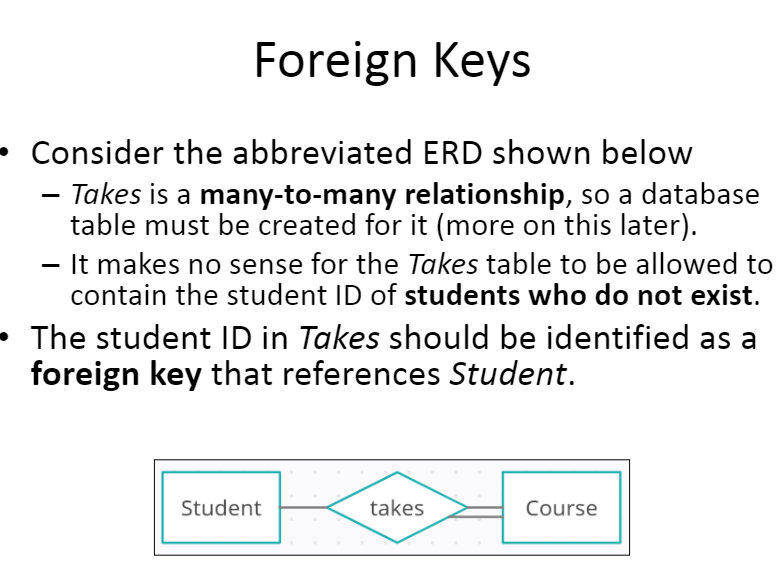 Foreign Keys
• Consider the abbreviated ERD shown below
– Takes is a many-to-many relationship, so a database
table must be created for it (more on this later).
– It makes no sense for the Takes table to be allowed to
contain the student ID of students who do not exist.
• The student ID in Takes should be identified as a
foreign key that references Student.
Student takes Course